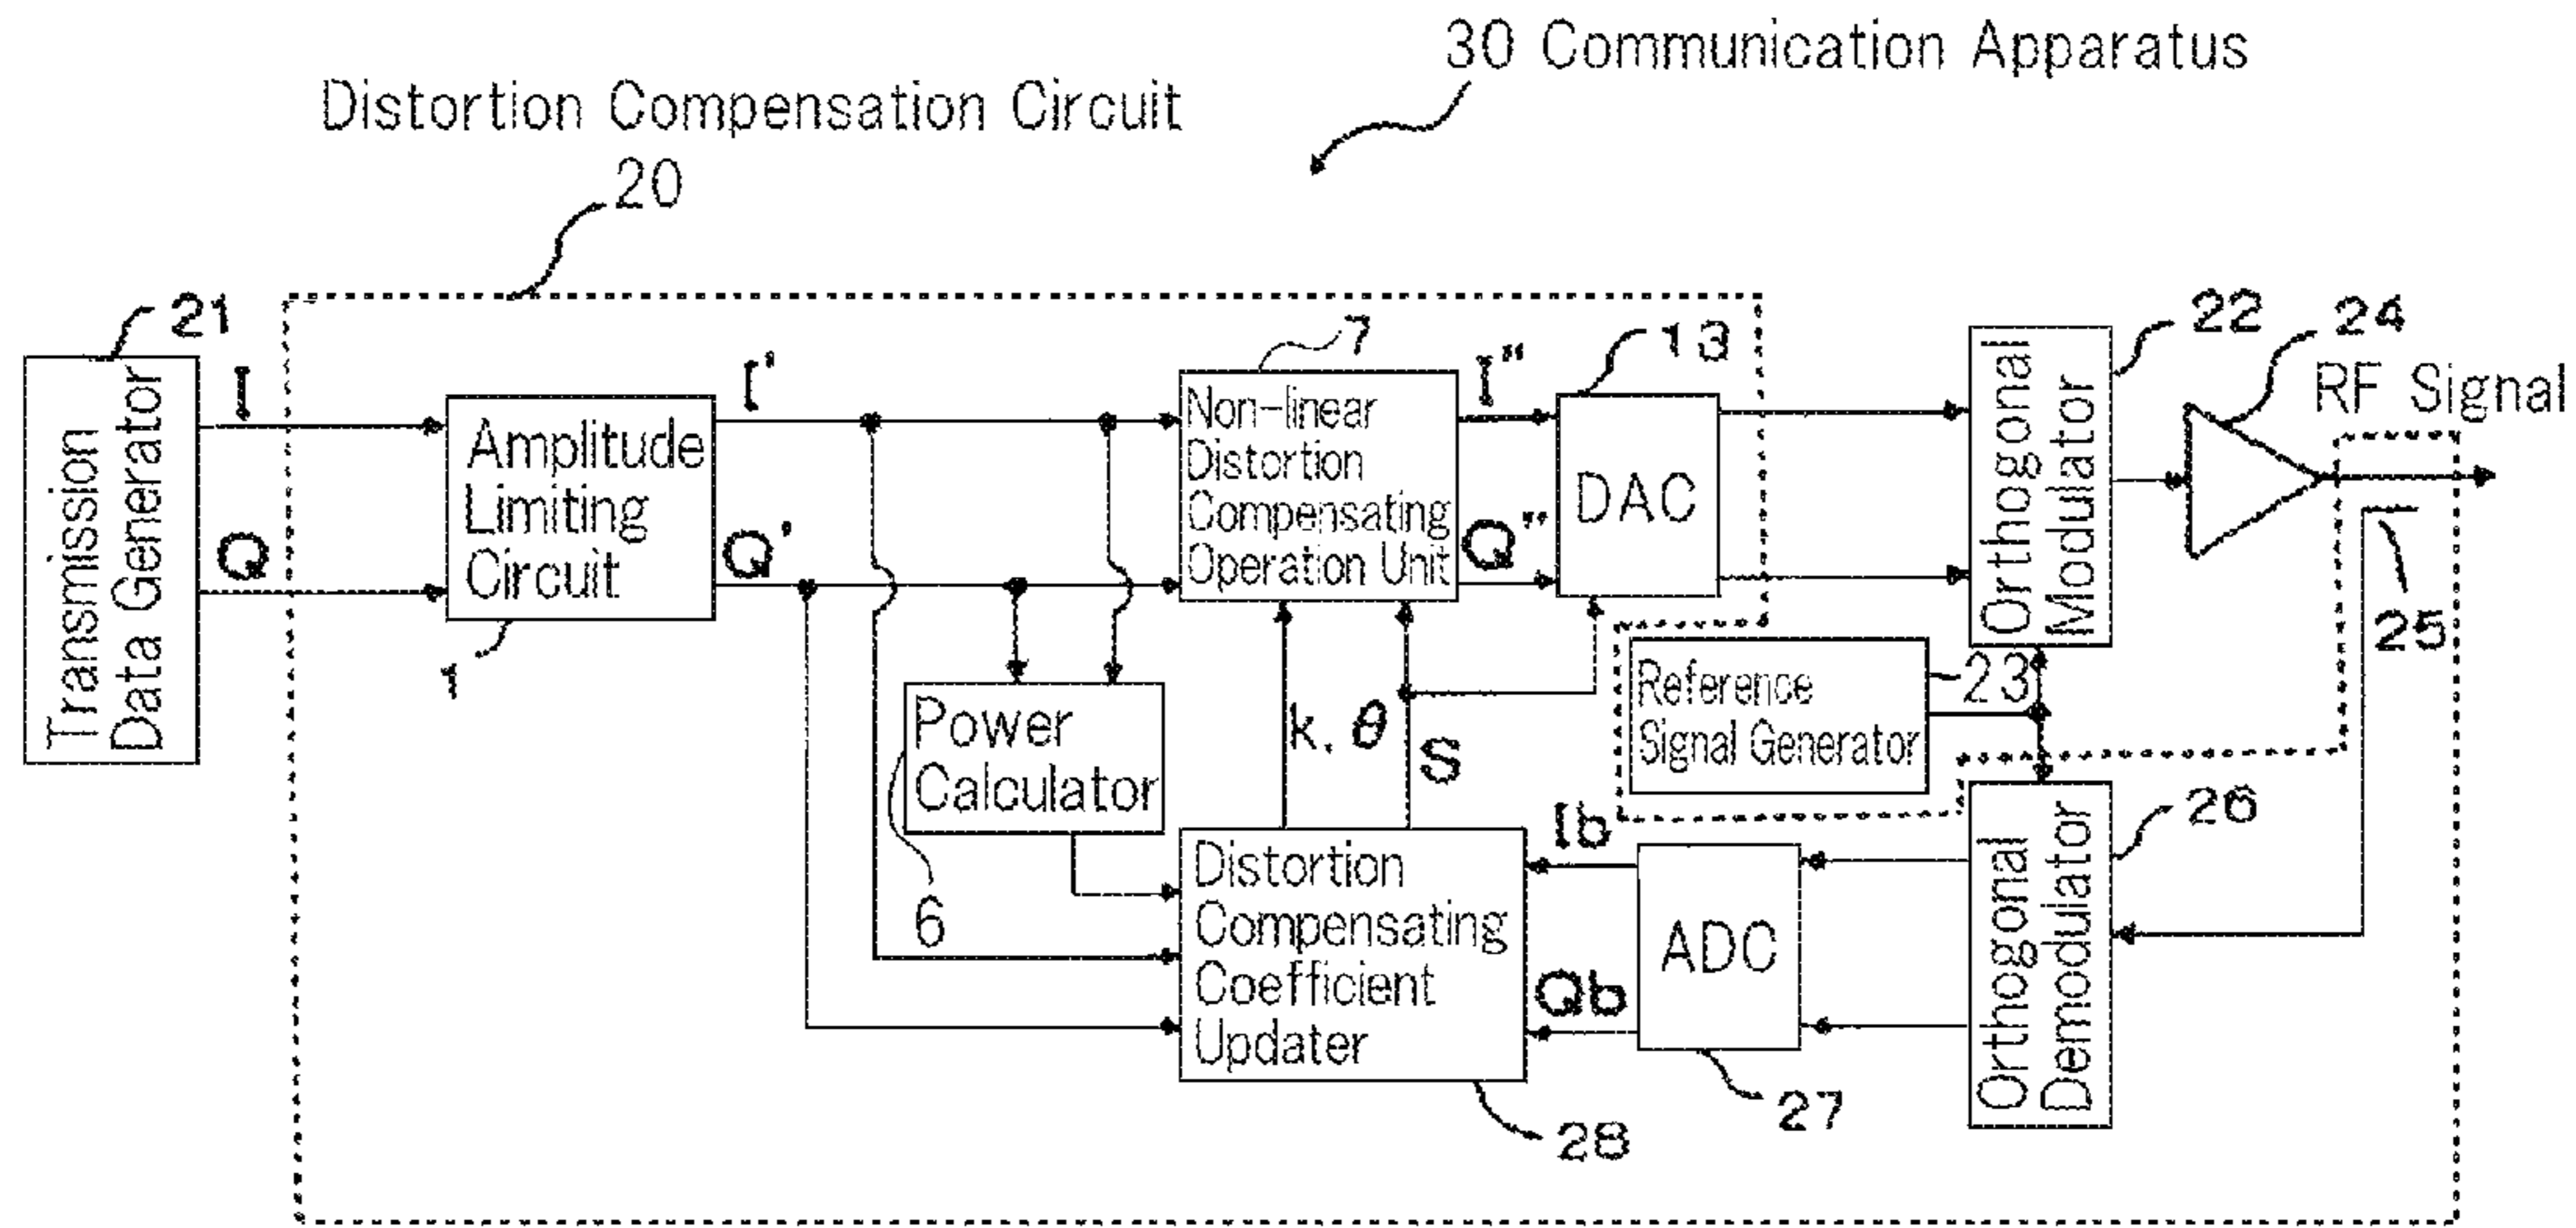 30 Communication Apparatus
Distortion Compensation Circuit
20
21
Transmission
Data Generator
I
Q
Amplitude
Limiting
Circuit
1
I'
Q'
7
Non-linear
Distortion
Compensating
Operation Unit
I"
Q"
13
DAC
22
Orthogonal
Modulator
24
RF Signal
25
Reference
Signal Generator
23
Power
Calculator
6
k, θ
S
Distortion
Compensating
Coefficient
Updater
28
Ib
Qb
ADC
27
Orthogonal
Demodulator
26